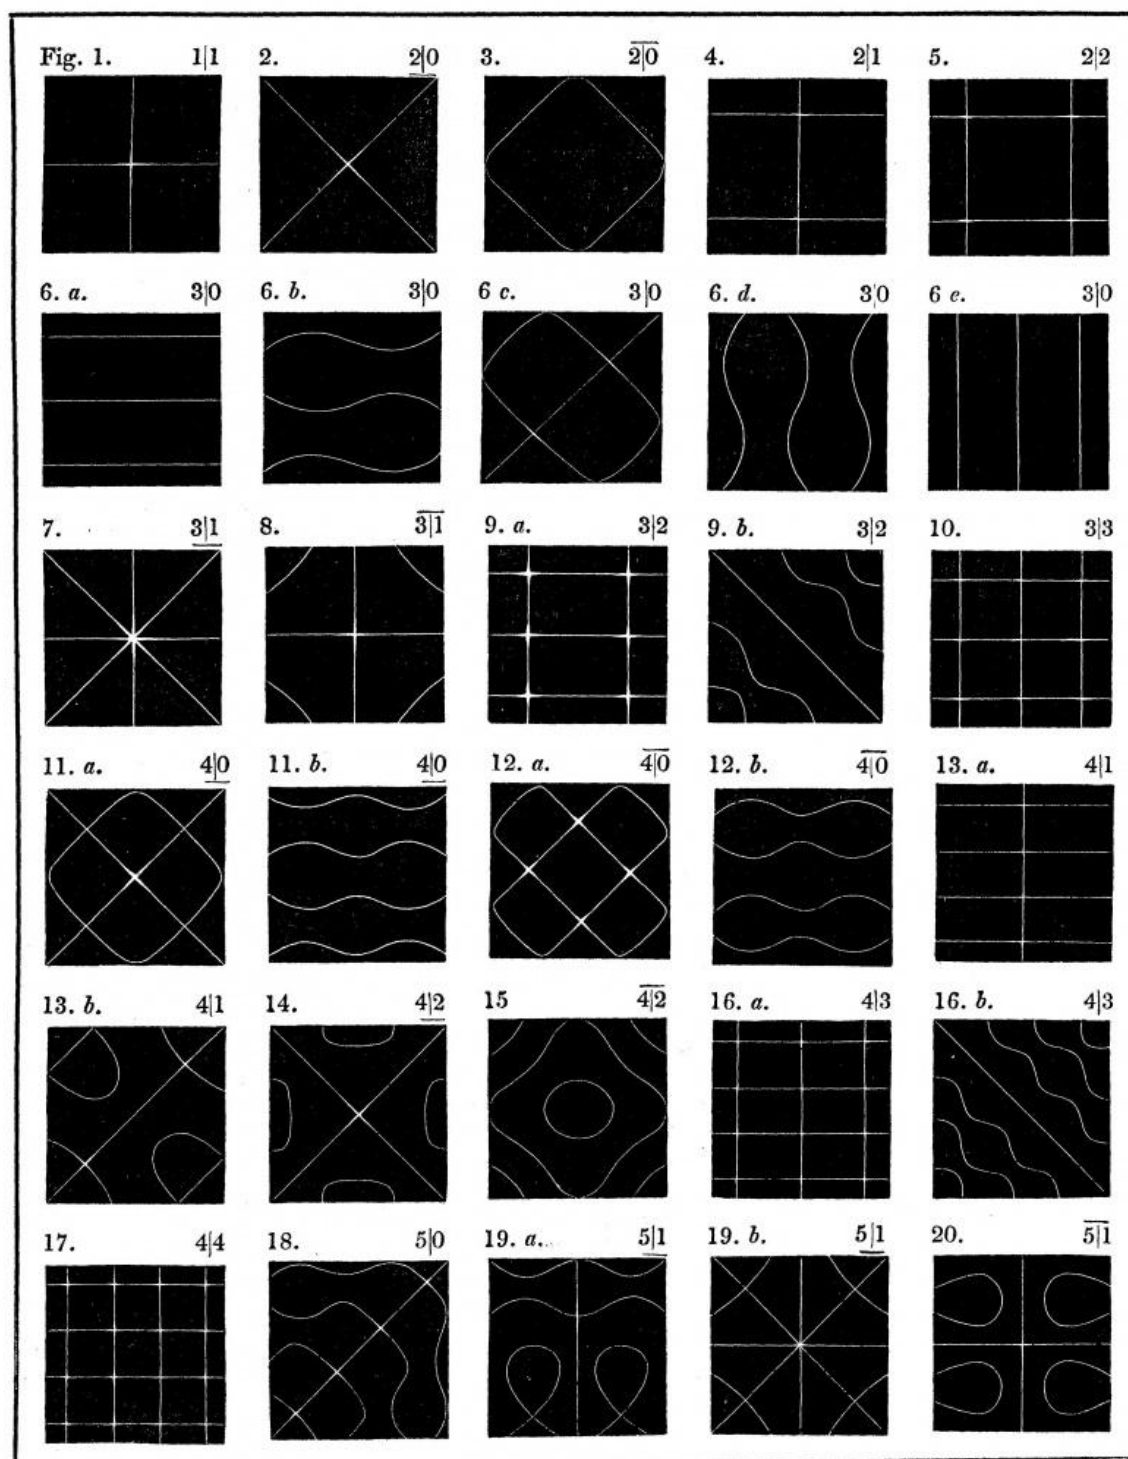 Fig. 1. 1|1 2. 2|0 3. 2|0 4. 2|1 5. 2|2
6. a. 3|0 6. b. 3|0 6 c. 3|0 6. d. 3|0 6 e. 3|0
7. 3|1 8. 3|1 9. a. 3|2 9. b. 3|2 10. 3|3
11. a. 4|0 11. b. 4|0 12. a. 4|0 12. b. 4|0 13. a. 4|1
13. b. 4|1 14. 4|2 15 4|2 16. a. 4|3 16. b. 4|3
17. 4|4 18. 5|0 19. a. 5|1 19. b. 5|1 20. 5|1